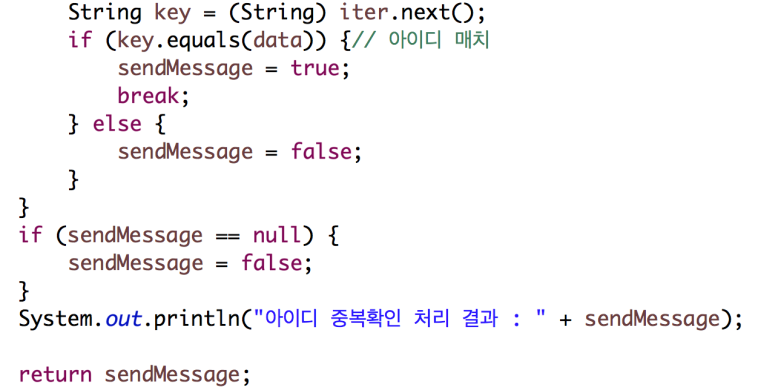 String key = (String) iter.next();
if (key.equals(data)) {// 아이디 매치
sendMessage = true;
break;
} else {
sendMessage = false;
}
}
if (sendMessage == null) {
sendMessage = false;
}
System.out.println("아이디 중복확인 처리 결과 : " + sendMessage);
return sendMessage;